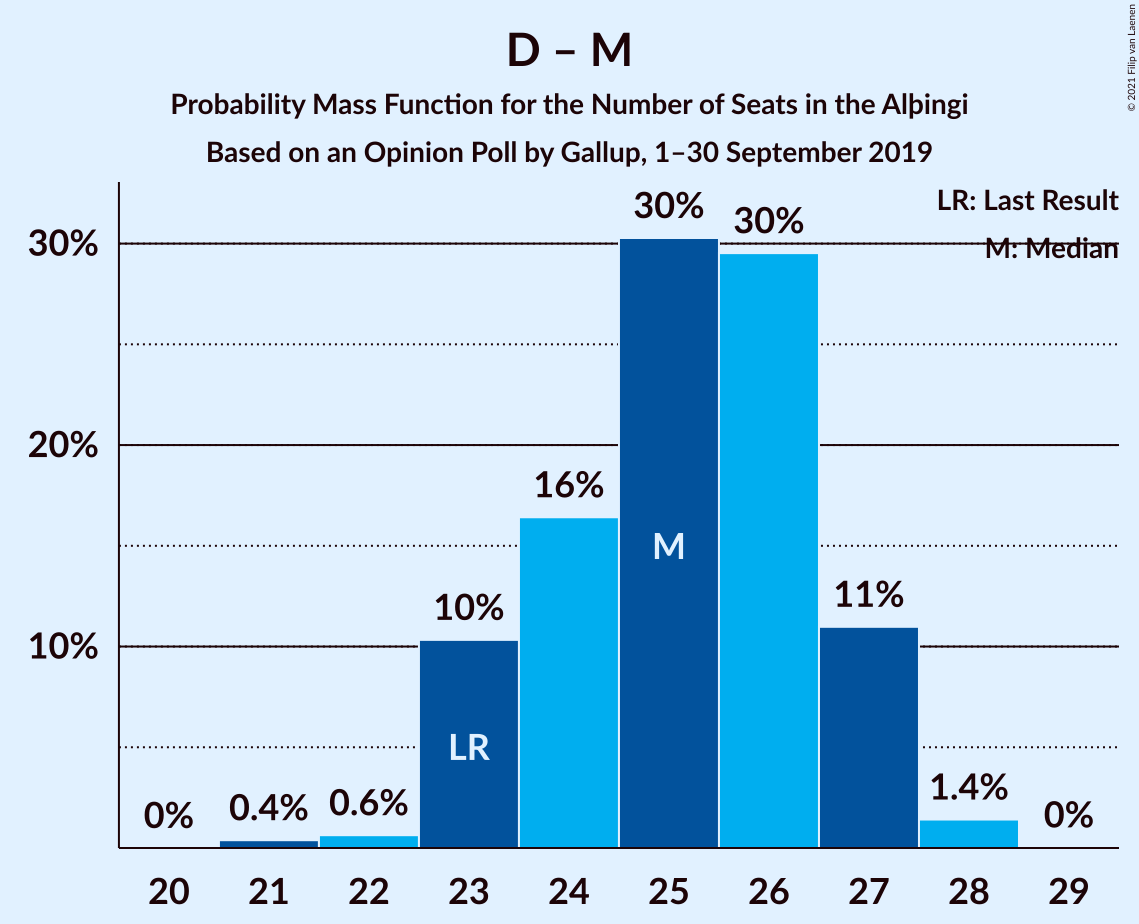 D – M
Probability Mass Function for the Number of Seats in the Alþingi
Based on an Opinion Poll by Gallup, 1–30 September 2019
© 2021 Filip van Laenen
LR: Last Result
M: Median
30%
20%
10%
0%
0.4%
0.6%
10%
16%
30%
30%
11%
1.4%
0%
LR
M
20
21
22
23
24
25
26
27
28
29